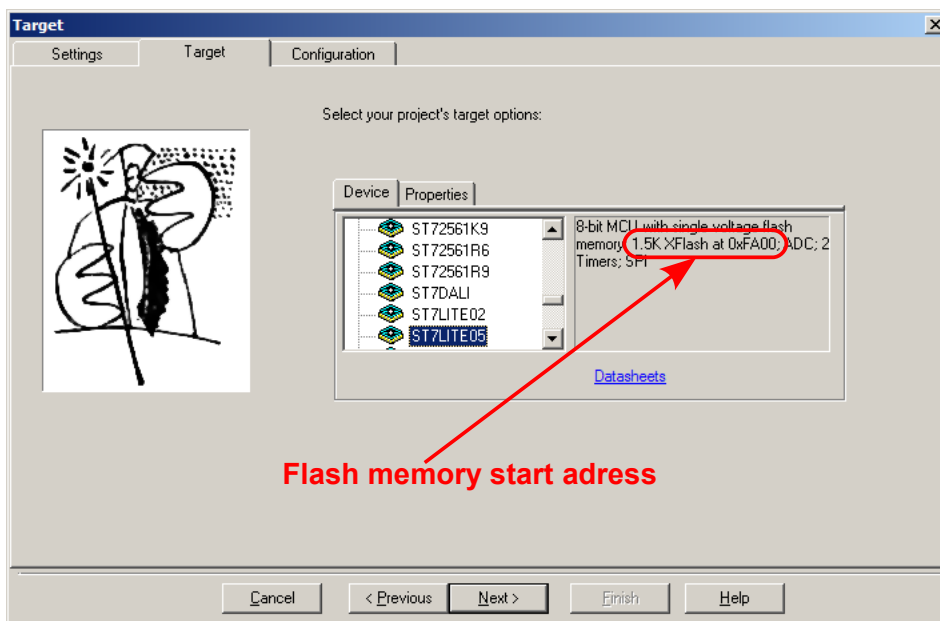 Target
Settings Target Configuration
Select your project's target options:
Device Properties
ST72561K9
ST72561R6
ST72561R9
ST7DALI
ST7LITE02
ST7LITE05
8-bit MCU with single voltage flash
memory; 1.5K XFlash at 0xFA00; ADC; 2
Timers; SPI
Datasheets
Flash memory start adress
Cancel < Previous Next > Finish Help